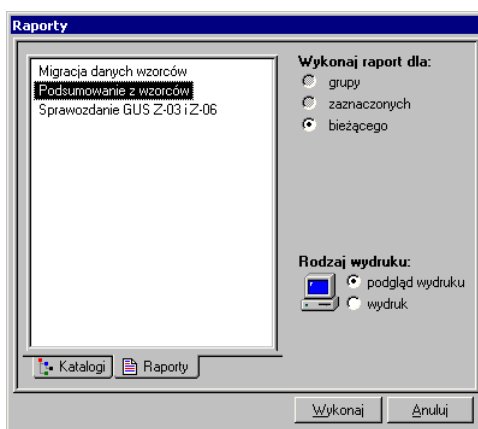 Raporty
Migracja danych wzorców
Podsumowanie z wzorców
Sprawozdanie GUS Z-03 i Z-06
Wykonaj raport dla:
grupy
zaznaczonych
bieżącego
Rodzaj wydruku:
podgląd wydruku
wydruk
Katalogi
Raporty
Wykonaj
Anuluj